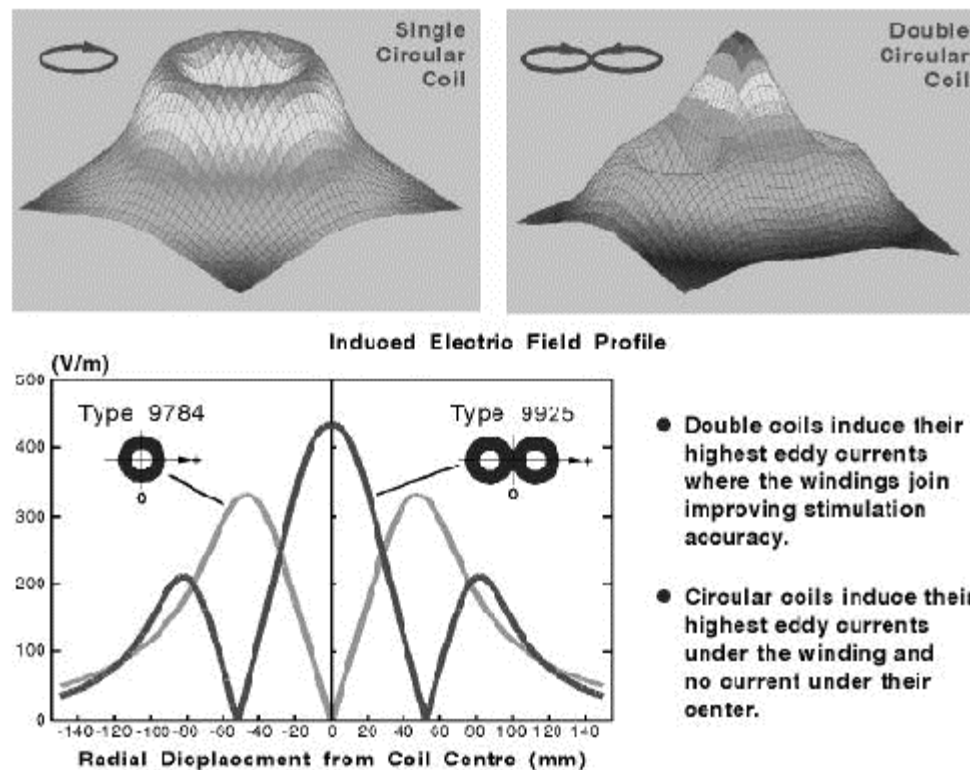 Single
Circular
Coil
Double
Circular
Coil
Induced Electric Field Profile
(V/m)
500
400
300
200
100
0
Type 9784
+
0
Type 9925
+
0
-140 -120 -100 -80 -60 -40 -20 0 20 40 60 80 100 120 140
Radial Displacement from Coil Centre (mm)
● Double coils induce their
highest eddy currents
where the windings join
improving stimulation
accuracy.
● Circular coils induce their
highest eddy currents
under the winding and
no current under their
center.